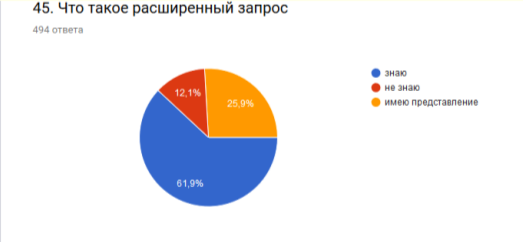 45. Что такое расширенный запрос
494 ответа
знаю
не знаю
имею представление
12,1%
25,9%
61,9%